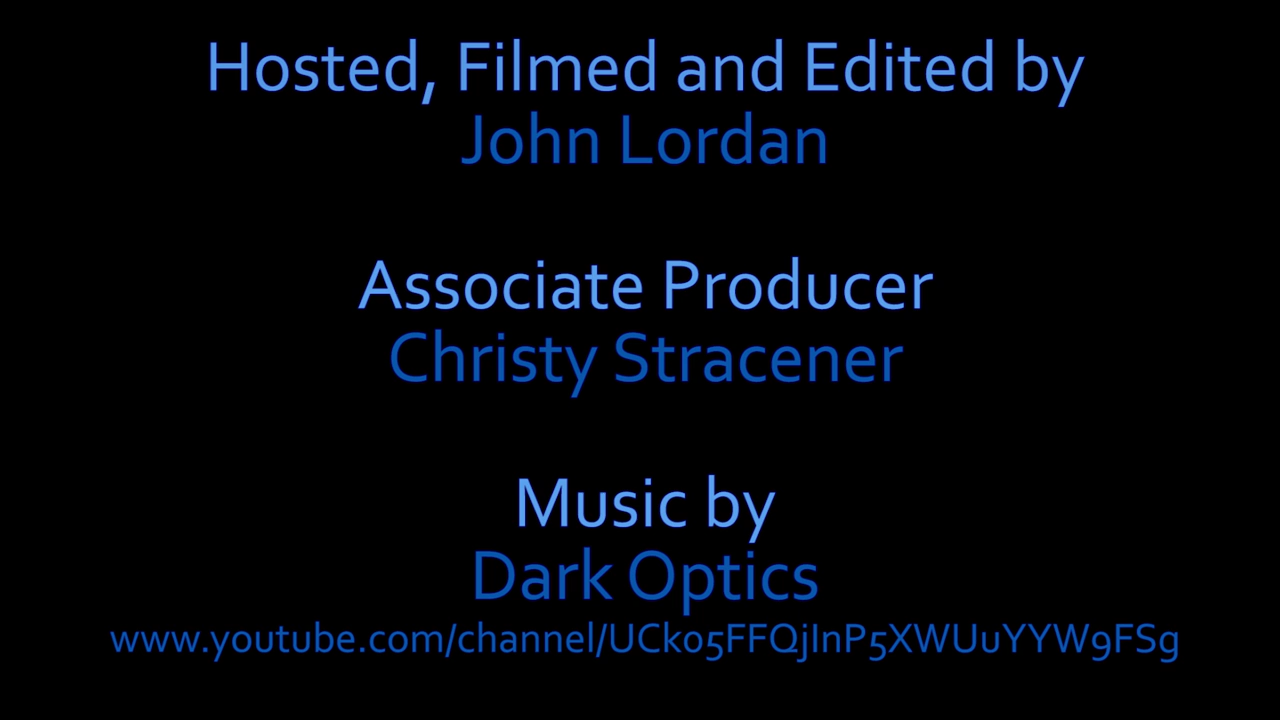 Hosted, Filmed and Edited by
John Lordan
Associate Producer
Christy Stracener
Music by
Dark Optics
www.youtube.com/channel/UCko5FFQjInP5XWUuYYW9FSg